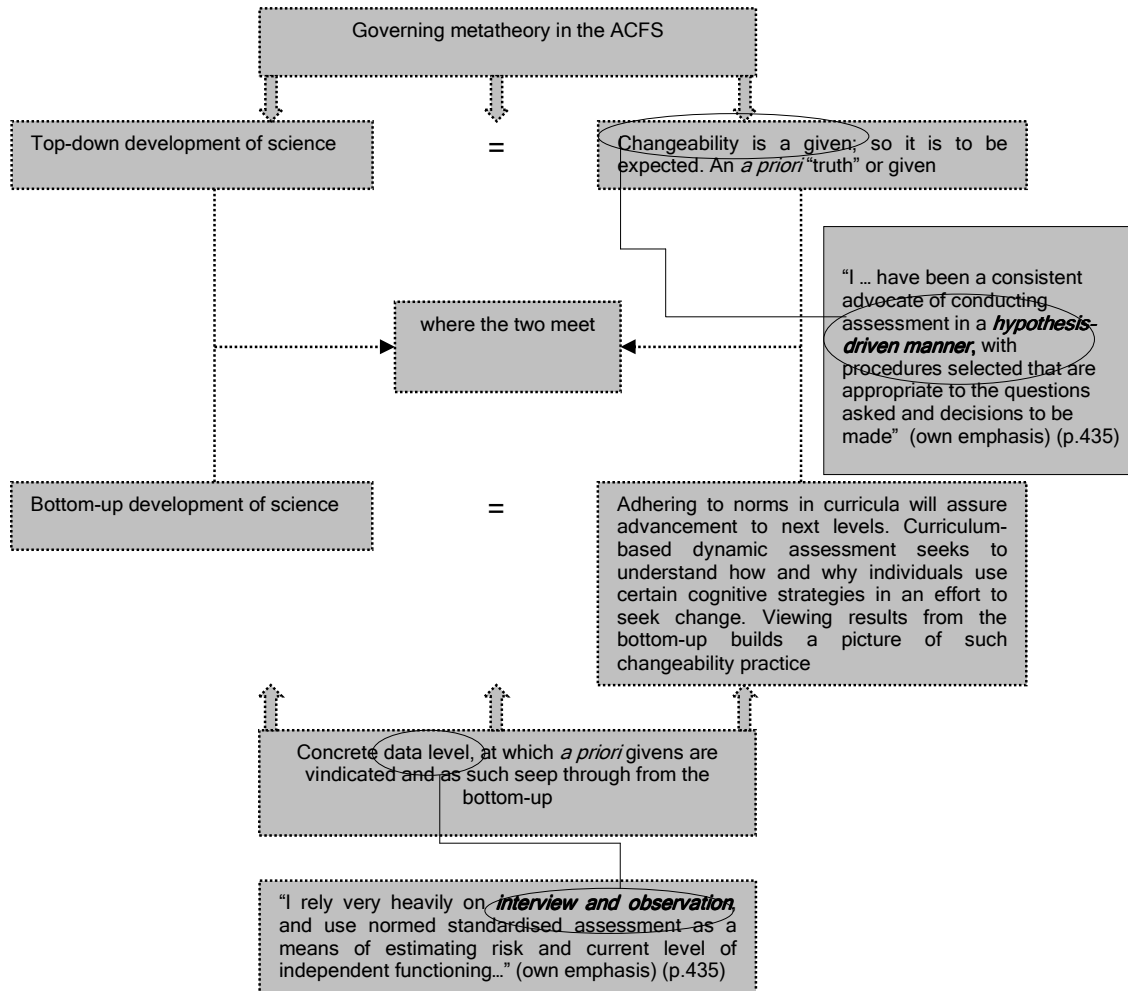 Governing metatheory in the ACFS
Top-down development of science
=
Changeability is a given; so it is to
expected. An a priori "truth" or given
“I ... have been a consistent
advocate of conducting
assessment in a hypothesis-
driven manner, with
procedures selected that are
appropriate to the questions
asked and decisions to be
made” (own emphasis) (p.435)
where the two meet
Bottom-up development of science
=
Adhering to norms in curricula will assure
advancement to next levels. Curriculum-
based dynamic assessment seeks to
understand how and why individuals use
certain cognitive strategies in an effort to
seek change. Viewing results from the
bottom-up builds a picture of such
changeability practice
Concrete data level, at which a priori givens are
vindicated and as such seep through from the
bottom-up
“I rely very heavily on interview and observation,
and use normed standardised assessment as a
means of estimating risk and current level of
independent functioning...” (own emphasis) (p.435)